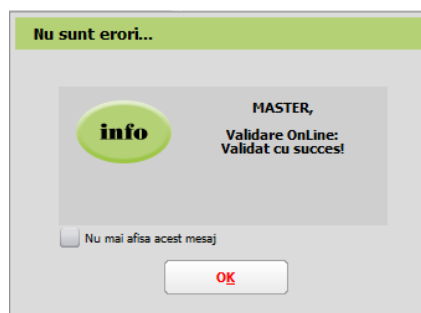 Nu sunt erori...
info
MASTER,
Validare OnLine:
Validat cu succes!
Nu mai afisa acest mesaj
OK